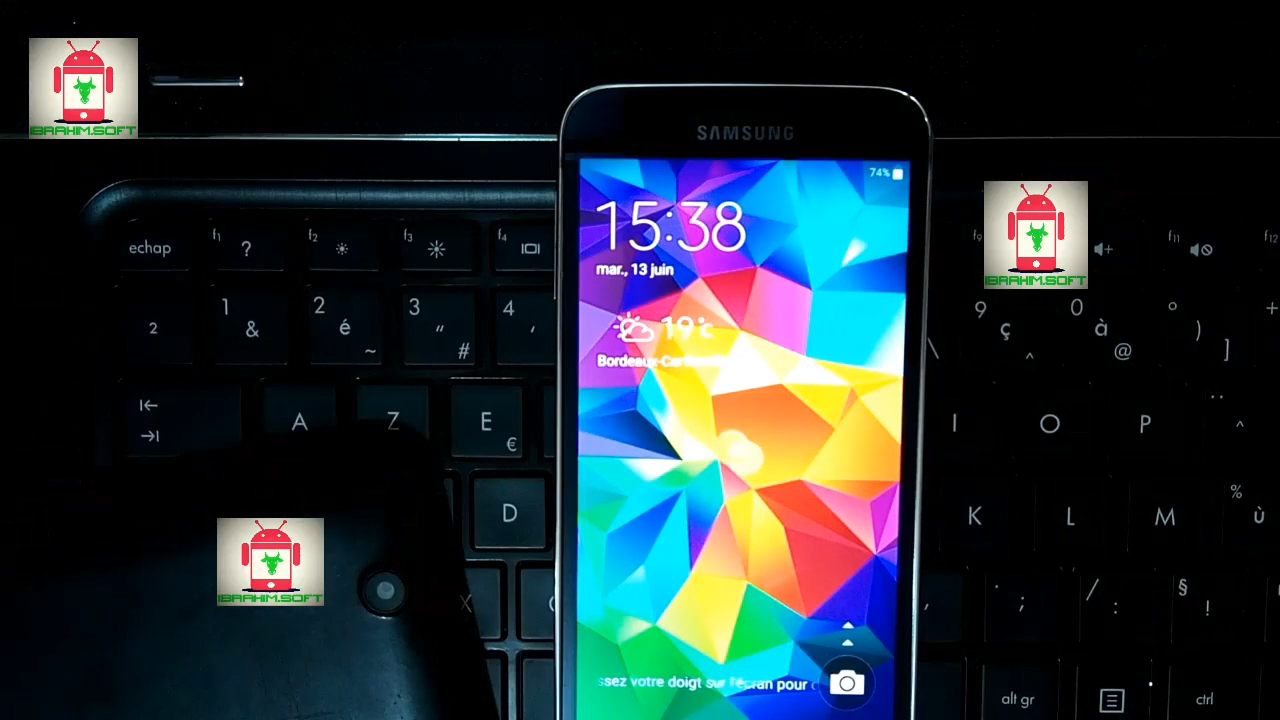 IBRAHIM.SOFT
SAMSUNG
74%
15:38
mar., 13 juin
19°c
Bordeaux-
ssez votre doigt sur l'écran pour
IBRAHIM.SOFT
IBRAHIM.SOFT
echap
f1 ?
f2
f3
f4
f9
f11
f12
2
1 &
2 é ~
3 " #
4 '
\
9 ç ^
0 à @
° ) ]
+
A
Z
E €
I
O
P
¨ ^
D
K
L
M
% ù
X
,
; 
/ :
§ !
alt gr
ctrl